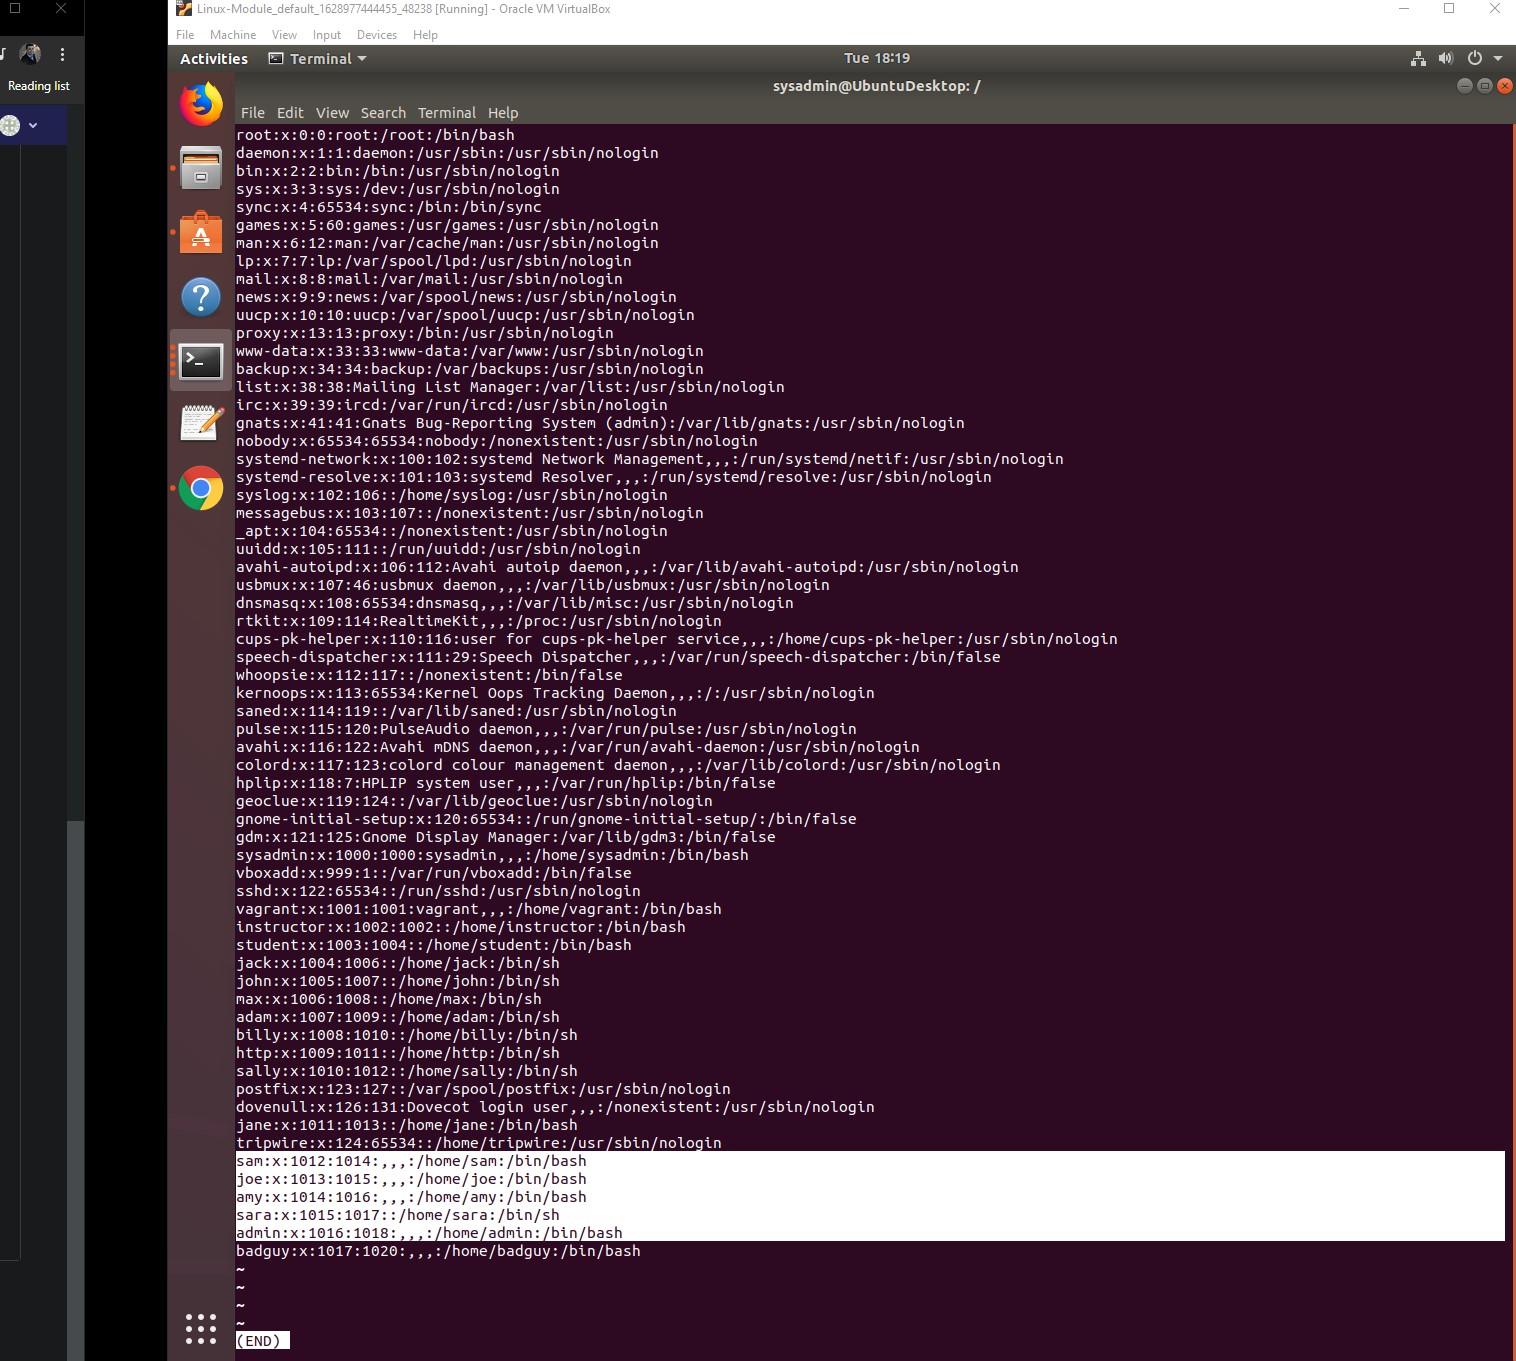 Linux-Module_default_1628977444455_48238 [Running] - Oracle VM VirtualBox
File Machine View Input Devices Help
Reading list
Activities Terminal Tue 18:19
sysadmin@UbuntuDesktop: /
File Edit View Search Terminal Help
root:x:0:0:root:/root:/bin/bash
daemon:x:1:1:daemon:/usr/sbin:/usr/sbin/nologin
bin:x:2:2:bin:/bin:/usr/sbin/nologin
sys:x:3:3:sys:/dev:/usr/sbin/nologin
sync:x:4:65534:sync:/bin:/bin/sync
games:x:5:60:games:/usr/games:/usr/sbin/nologin
man:x:6:12:man:/var/cache/man:/usr/sbin/nologin
lp:x:7:7:lp:/var/spool/lpd:/usr/sbin/nologin
mail:x:8:8:mail:/var/mail:/usr/sbin/nologin
news:x:9:9:news:/var/spool/news:/usr/sbin/nologin
uucp:x:10:10:uucp:/var/spool/uucp:/usr/sbin/nologin
proxy:x:13:13:proxy:/bin:/usr/sbin/nologin
www-data:x:33:33:www-data:/var/www:/usr/sbin/nologin
backup:x:34:34:backup:/var/backups:/usr/sbin/nologin
list:x:38:38:Mailing List Manager:/var/list:/usr/sbin/nologin
irc:x:39:39:ircd:/var/run/ircd:/usr/sbin/nologin
gnats:x:41:41:Gnats Bug-Reporting System (admin):/var/lib/gnats:/usr/sbin/nologin
nobody:x:65534:65534:nobody:/nonexistent:/usr/sbin/nologin
systemd-network:x:100:102:systemd Network Management,,,:/run/systemd/netif:/usr/sbin/nologin
systemd-resolve:x:101:103:systemd Resolver,,,:/run/systemd/resolve:/usr/sbin/nologin
syslog:x:102:106::/home/syslog:/usr/sbin/nologin
messagebus:x:103:107::/nonexistent:/usr/sbin/nologin
_apt:x:104:65534::/nonexistent:/usr/sbin/nologin
uuidd:x:105:111::/run/uuidd:/usr/sbin/nologin
avahi-autoipd:x:106:112:Avahi autoip daemon,,,:/var/lib/avahi-autoipd:/usr/sbin/nologin
usbmux:x:107:46:usbmux daemon,,,:/var/lib/usbmux:/usr/sbin/nologin
dnsmasq:x:108:65534:dnsmasq,,,:/var/lib/misc:/usr/sbin/nologin
rtkit:x:109:114:RealtimeKit,,,:/proc:/usr/sbin/nologin
cups-pk-helper:x:110:116:user for cups-pk-helper service,,,:/home/cups-pk-helper:/usr/sbin/nologin
speech-dispatcher:x:111:29:Speech Dispatcher,,,:/var/run/speech-dispatcher:/bin/false
whoopsie:x:112:117::/nonexistent:/bin/false
kernoops:x:113:65534:Kernel Oops Tracking Daemon,,,:/:/usr/sbin/nologin
saned:x:114:119::/var/lib/saned:/usr/sbin/nologin
pulse:x:115:120:PulseAudio daemon,,,:/var/run/pulse:/usr/sbin/nologin
avahi:x:116:122:Avahi mDNS daemon,,,:/var/run/avahi-daemon:/usr/sbin/nologin
colord:x:117:123:colord colour management daemon,,,:/var/lib/colord:/usr/sbin/nologin
hplip:x:118:7:HPLIP system user,,,:/var/run/hplip:/bin/false
geoclue:x:119:124::/var/lib/geoclue:/usr/sbin/nologin
gnome-initial-setup:x:120:65534::/run/gnome-initial-setup/:/bin/false
gdm:x:121:125:Gnome Display Manager:/var/lib/gdm3:/bin/false
sysadmin:x:1000:1000:sysadmin,,,:/home/sysadmin:/bin/bash
vboxadd:x:999:1::/var/run/vboxadd:/bin/false
sshd:x:122:65534::/run/sshd:/usr/sbin/nologin
vagrant:x:1001:1001:vagrant,,,:/home/vagrant:/bin/bash
instructor:x:1002:1002::/home/instructor:/bin/bash
student:x:1003:1004::/home/student:/bin/bash
jack:x:1004:1006::/home/jack:/bin/sh
john:x:1005:1007::/home/john:/bin/sh
max:x:1006:1008::/home/max:/bin/sh
adam:x:1007:1009::/home/adam:/bin/sh
billy:x:1008:1010::/home/billy:/bin/sh
http:x:1009:1011::/home/http:/bin/sh
sally:x:1010:1012::/home/sally:/bin/sh
postfix:x:123:127::/var/spool/postfix:/usr/sbin/nologin
dovenull:x:126:131:Dovecot login user,,,:/nonexistent:/usr/sbin/nologin
jane:x:1011:1013::/home/jane:/bin/bash
tripwire:x:124:65534::/home/tripwire:/usr/sbin/nologin
sam:x:1012:1014:,,,:/home/sam:/bin/bash
joe:x:1013:1015:,,,:/home/joe:/bin/bash
amy:x:1014:1016:,,,:/home/amy:/bin/bash
sara:x:1015:1017::/home/sara:/bin/sh
admin:x:1016:1018:,,,:/home/admin:/bin/bash
badguy:x:1017:1020:,,,:/home/badguy:/bin/bash
~
~
~
~
(END)